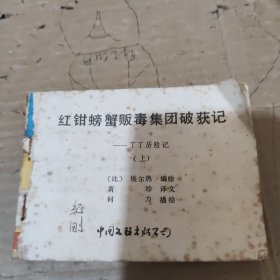 红钳螃蟹贩毒集团破获记
——丁丁历险记
（上）
〔比〕埃尔热 编绘
黄珍 译文
何力 描绘
中国文联出版公司